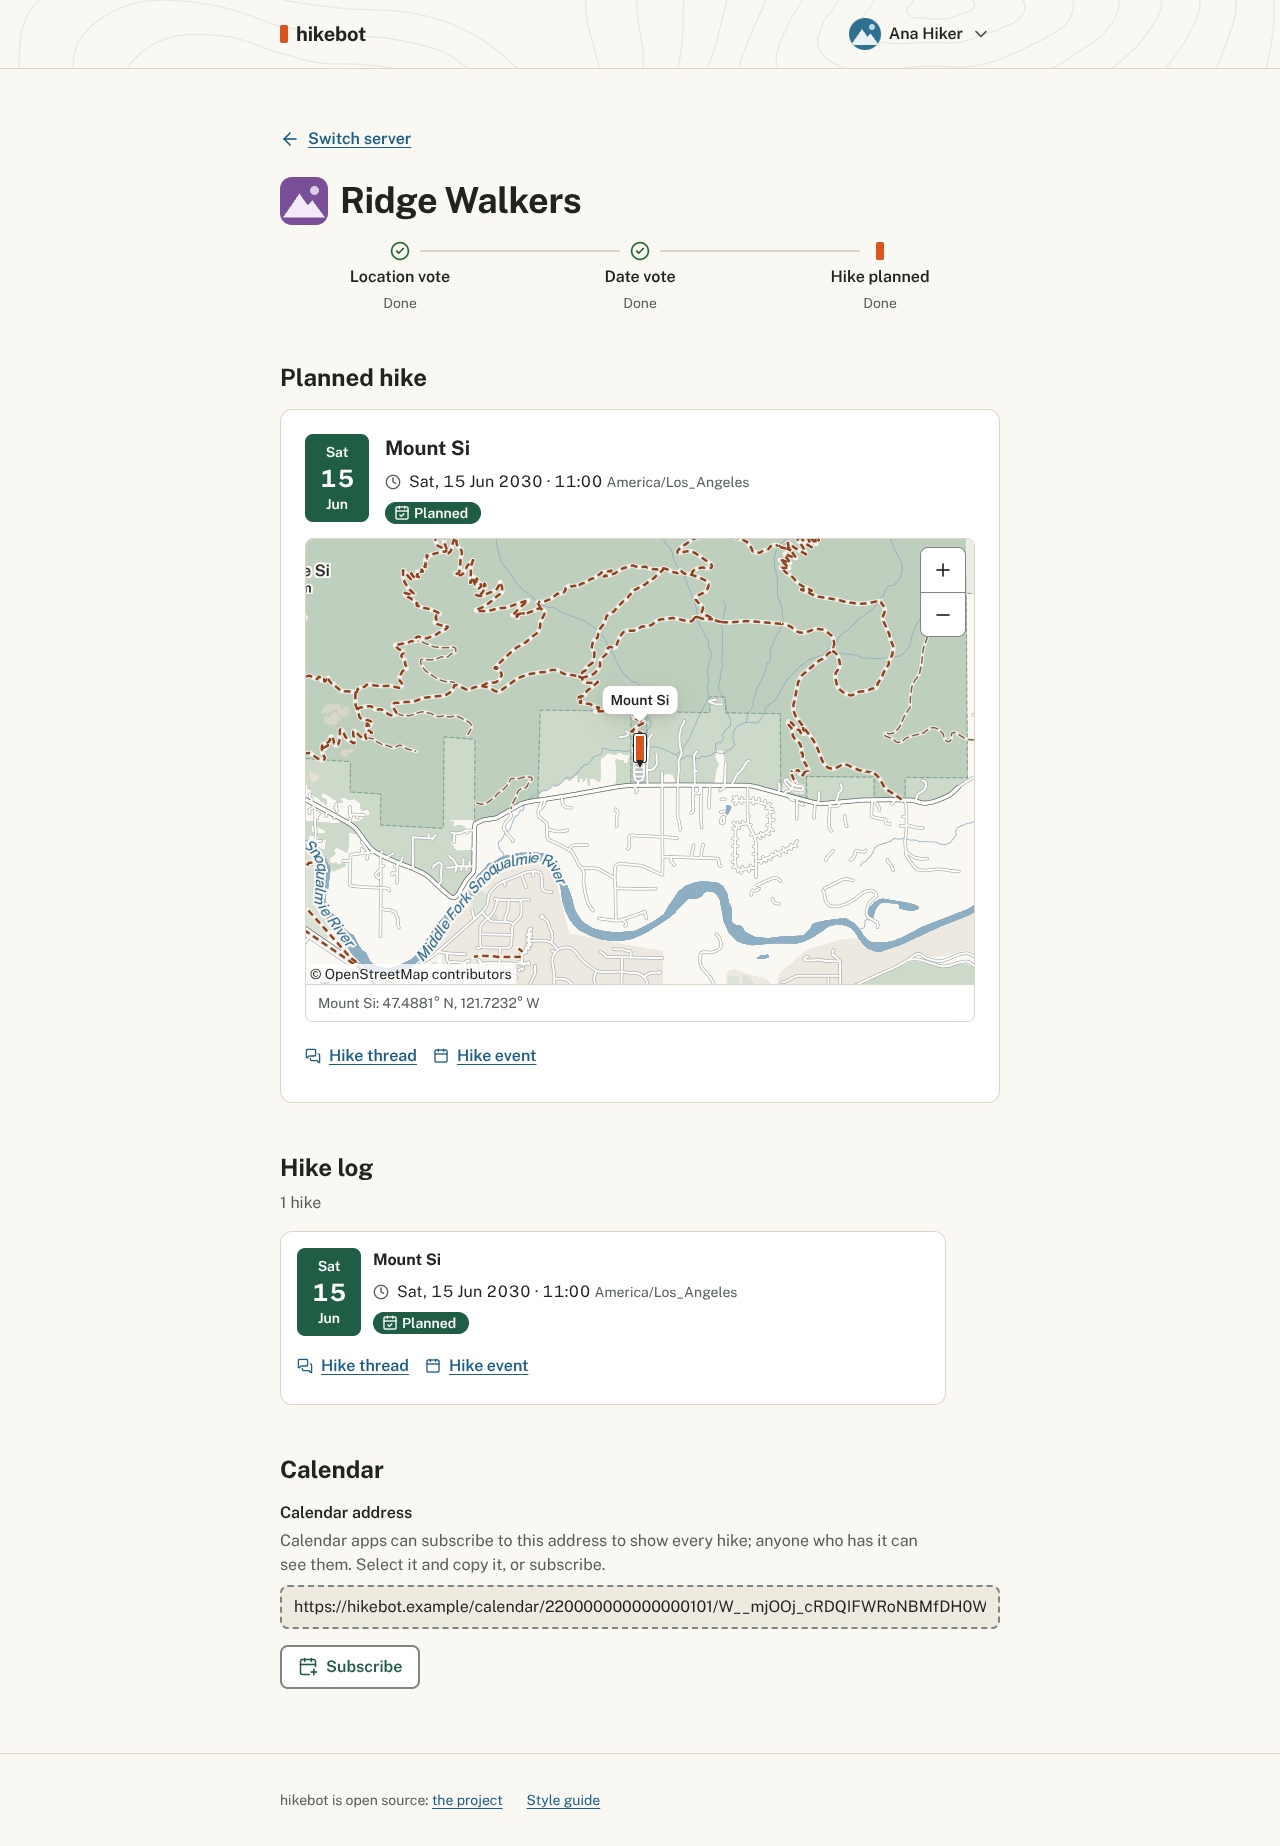 hikebot
Ana Hiker
Switch server
Ridge Walkers
Location vote
Date vote
Hike planned
Done
Done
Done
Planned hike
Sat
15
Jun
Mount Si
Sat, 15 Jun 2030 · 11:00 America/Los_Angeles
Planned
e Si
+
−
Mount Si
Snoqualmie River
Middle Fork Snoqualmie River
© OpenStreetMap contributors
Mount Si: 47.4881° N, 121.7232° W
Hike thread
Hike event
Hike log
1 hike
Sat
15
Jun
Mount Si
Sat, 15 Jun 2030 · 11:00 America/Los_Angeles
Planned
Hike thread
Hike event
Calendar
Calendar address
Calendar apps can subscribe to this address to show every hike; anyone who has it can
see them. Select it and copy it, or subscribe.
https://hikebot.example/calendar/220000000000000101/W__mjOOj_cRDQIFWRoNBMfDH0W
Subscribe
hikebot is open source: the project
Style guide